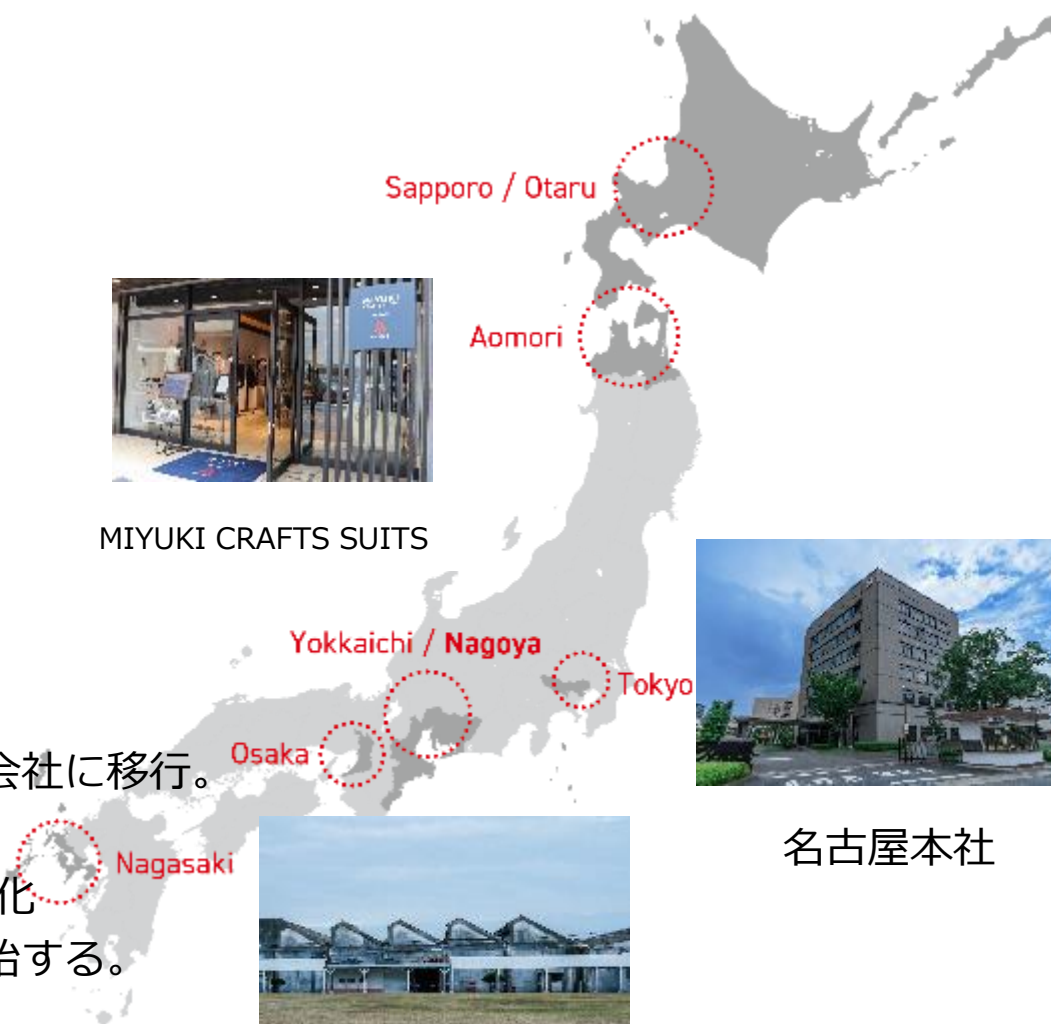 Sapporo / Otaru
Aomori
MIYUKI
MIYUKI CRAFTS SUITS
Yokkaichi / Nagoya
Tokyo
Osaka
会社に移行。
名古屋本社
Nagasaki
化
始する。